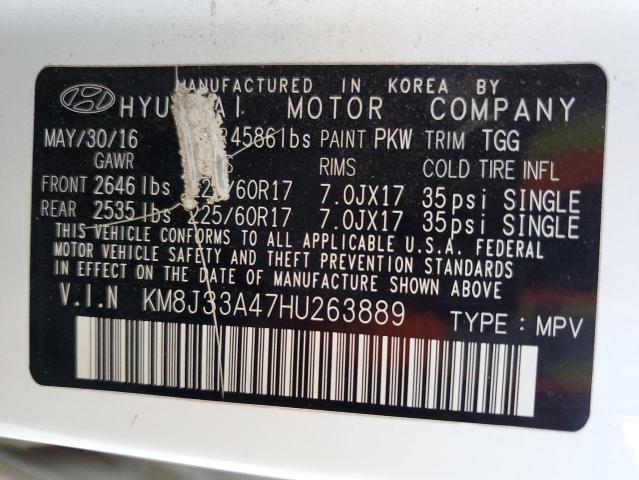 MANUFACTURED IN KOREA BY
HYU AI MOTOR COMPANY
MAY/30/16 4586lbs PAINT PKW TRIM TGG
GAWR RIMS COLD TIRE INFL
FRONT 2646lbs /60R17 7.0JX17 35psi SINGLE
REAR 2535lbs 225/60R17 7.0JX17 35psi SINGLE
THIS VEHICLE CONFORMS TO ALL APPLICABLE U.S.A. FEDERAL
MOTOR VEHICLE SAFETY AND THEFT PREVENTION STANDARDS
IN EFFECT ON THE DATE OF MANUFACTURE SHOWN ABOVE
V.I.N KM8J33A47HU263889 TYPE : MPV